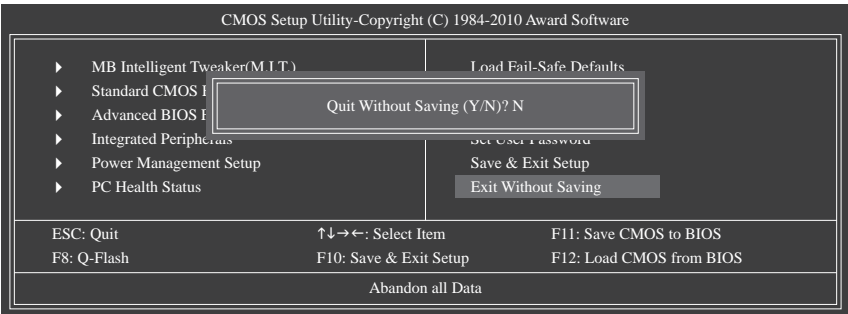 CMOS Setup Utility-Copyright (C) 1984-2010 Award Software
MB Intelligent Tweaker(M.I.T.)
Standard CMOS
Advanced BIOS
Integrated Peripherals
Power Management Setup
PC Health Status
Load Fail-Safe Defaults
Set User Password
Save & Exit Setup
Exit Without Saving
Quit Without Saving (Y/N)? N
ESC: Quit
↑↓→←: Select Item
F11: Save CMOS to BIOS
F8: Q-Flash
F10: Save & Exit Setup
F12: Load CMOS from BIOS
Abandon all Data